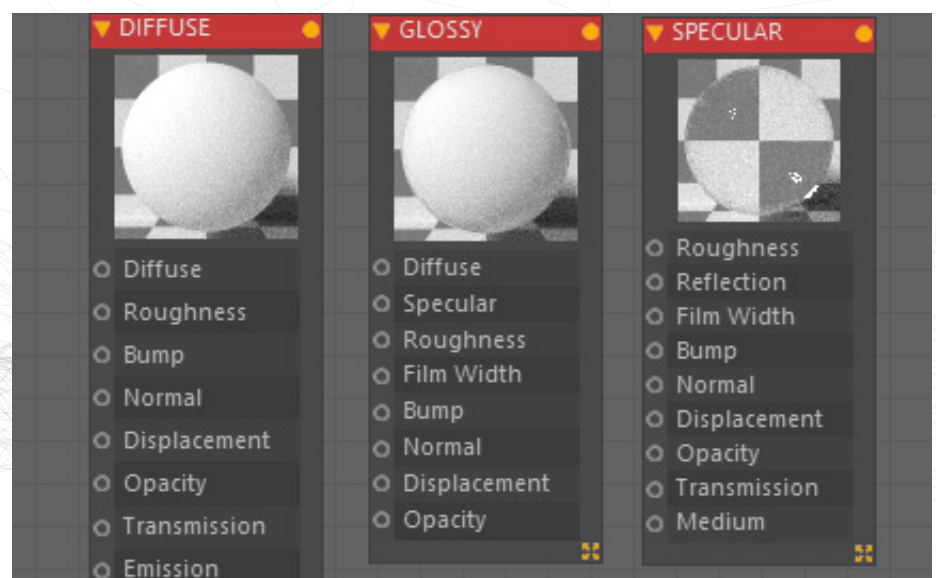 DIFFUSE
Diffuse
Roughness
Bump
Normal
Displacement
Opacity
Transmission
Emission
GLOSSY
Diffuse
Specular
Roughness
Film Width
Bump
Normal
Displacement
Opacity
SPECULAR
Roughness
Reflection
Film Width
Bump
Normal
Displacement
Opacity
Transmission
Medium